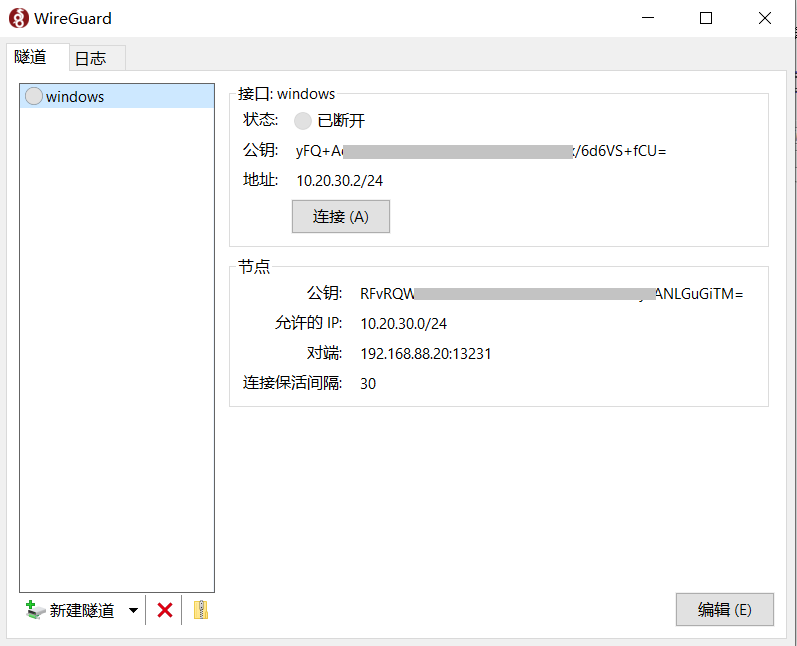 WireGuard
隧道 日志
windows
接口: windows
状态: 已断开
公钥: yFQ+A /6d6VS+fCU=
地址: 10.20.30.2/24
连接 (A)
节点
公钥: RFvRQW ANLGuGiTM=
允许的 IP: 10.20.30.0/24
对端: 192.168.88.20:13231
连接保活间隔: 30
新建隧道
编辑 (E)